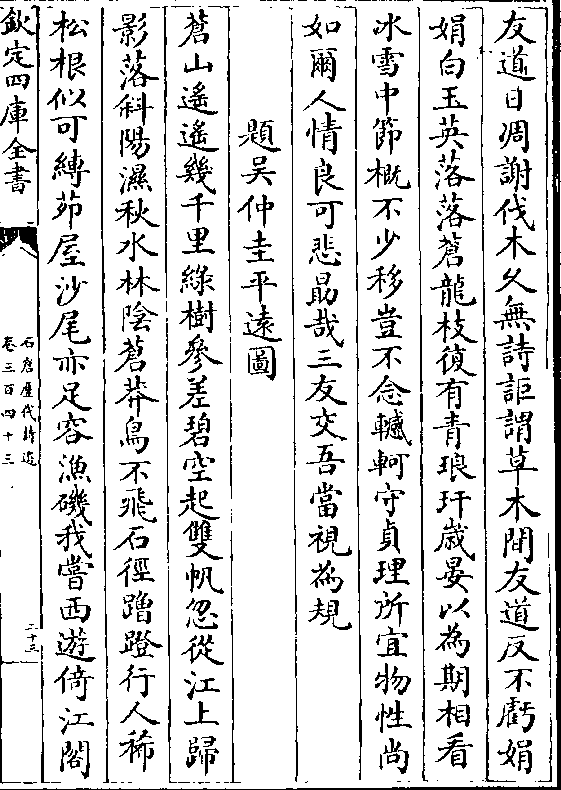 友道日凋謝伐木久無詩詎謂草木間友道反不虧娟
娟白玉英落落蒼龍枝復有青琅玕歲晏以為期相看
冰雪中節概不少移豈不念轗軻守貞理所宜物性尚
如爾人情良可悲勗哉三友交吾當視為規
題吴仲圭平遠圖
蒼山遙遙幾千里綠樹參差碧空起雙帆忽從江上歸
影落斜陽濕秋水林陰蒼莽鳥不飛石徑蹭蹬行人稀
松根似可縛茆屋沙尾亦足容漁磯我嘗西遊倚江閣
欽定四庫全書
石倉歷代詩選
卷三百四十三
三十三